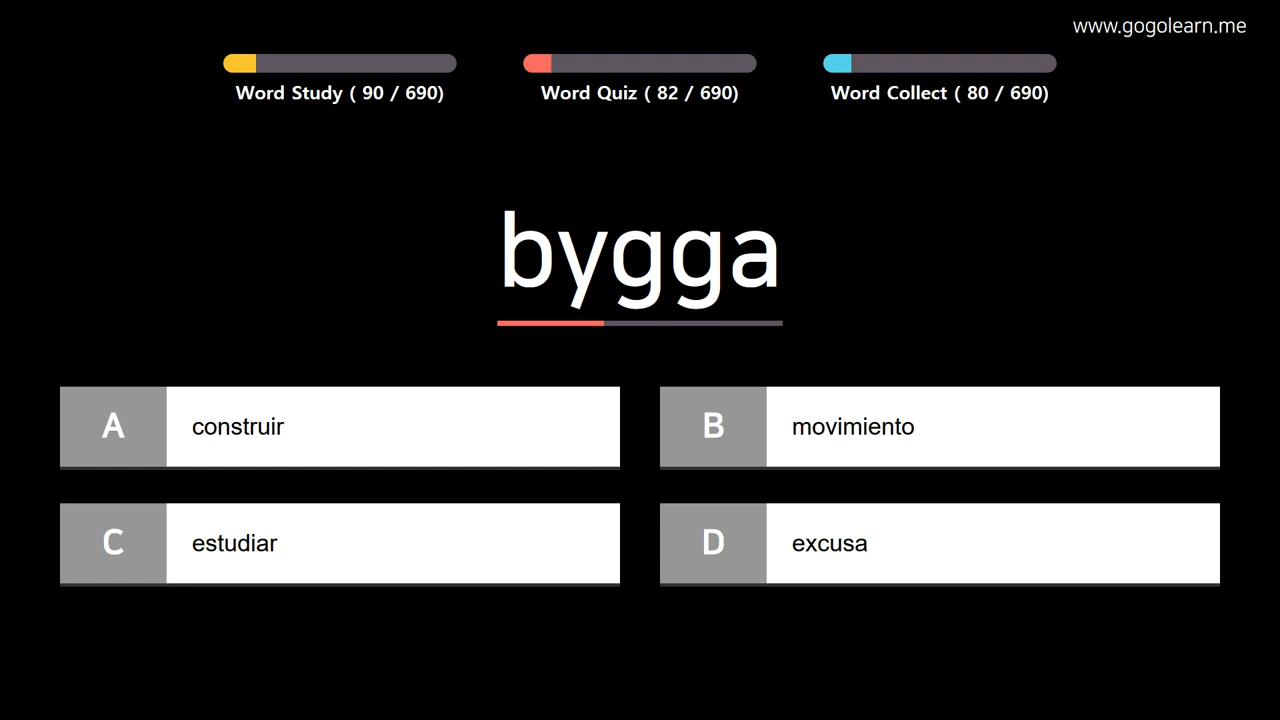 www.gogolearn.me
Word Study ( 90 / 690)
Word Quiz ( 82 / 690)
Word Collect ( 80 / 690)
bygga
A construir
B movimiento
C estudiar
D excusa